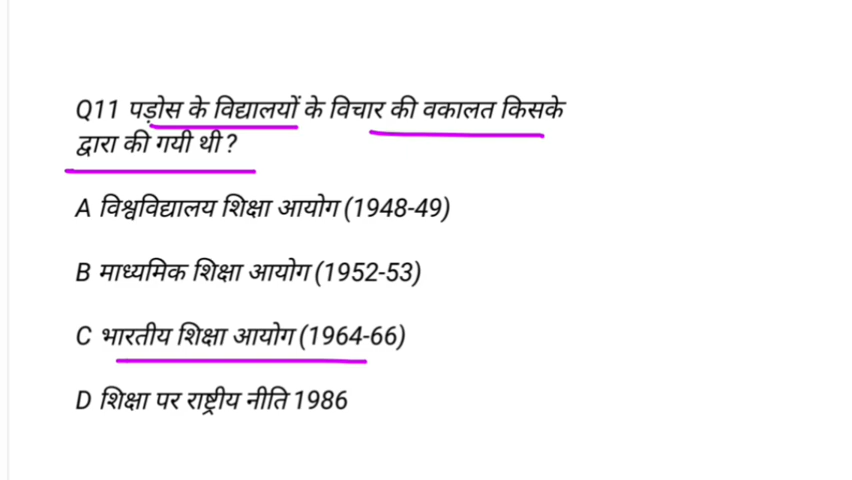 Q11 पड़ोस के विद्यालयों के विचार की वकालत किसके
द्वारा की गयी थी?
A विश्वविद्यालय शिक्षा आयोग (1948-49)
B माध्यमिक शिक्षा आयोग (1952-53)
C भारतीय शिक्षा आयोग (1964-66)
D शिक्षा पर राष्ट्रीय नीति 1986